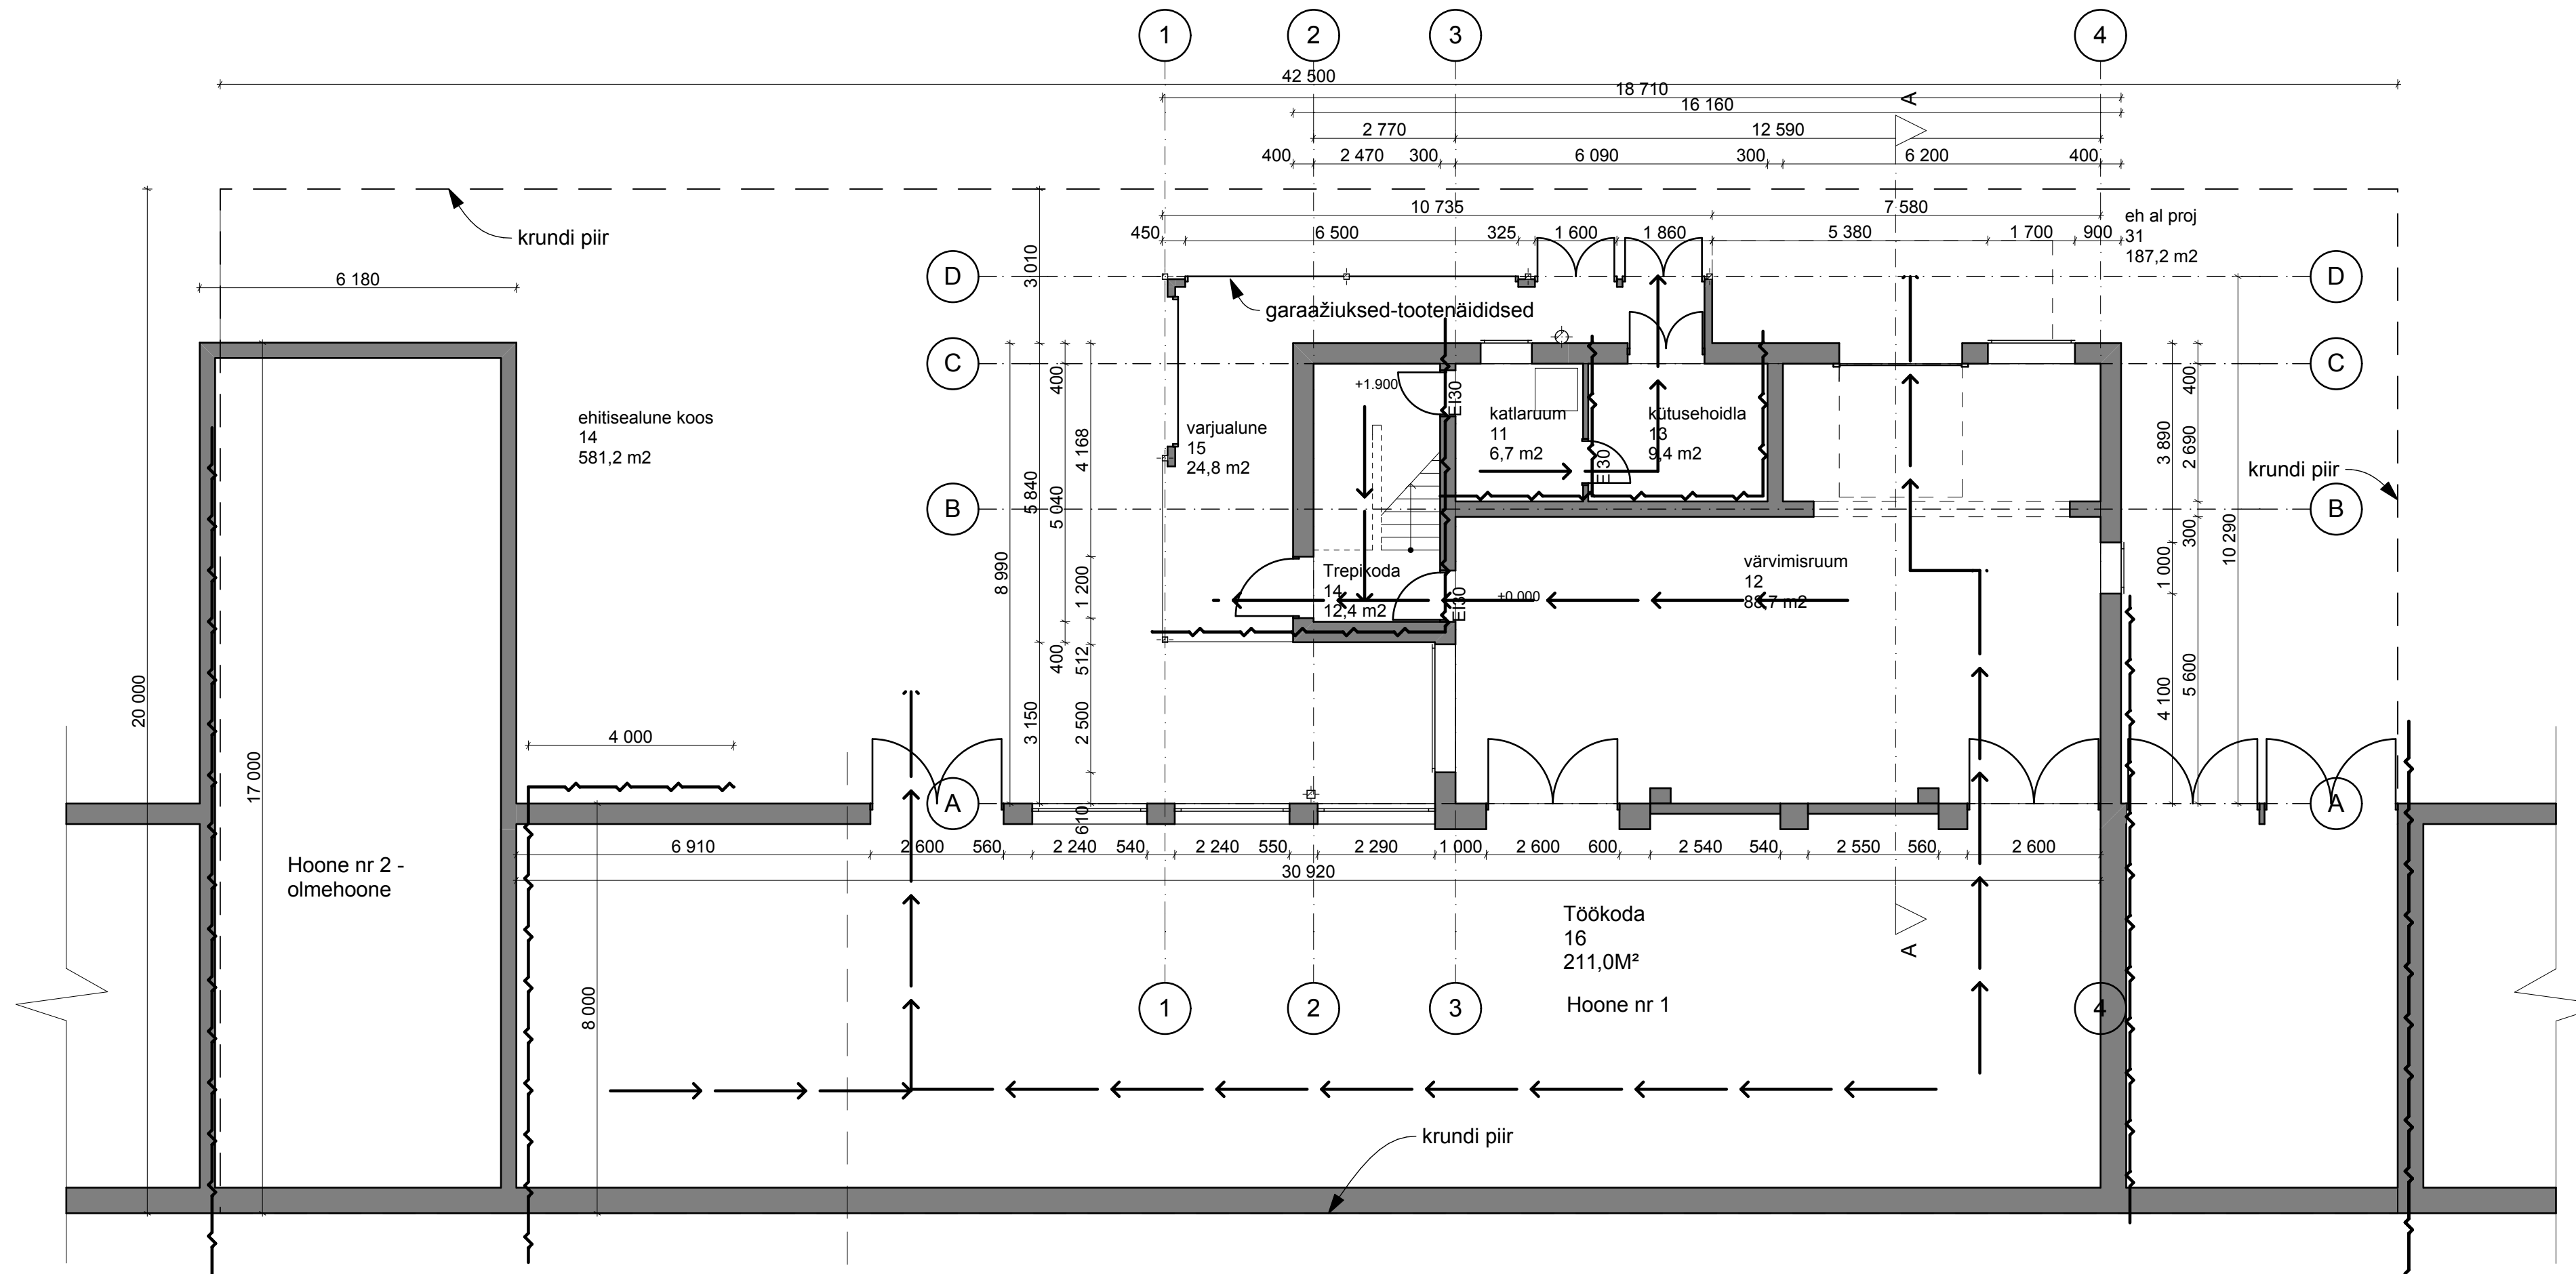 1 2 3 4
42 500
18 710
A
16 160
2 770 12 590
400 2 470 300 6 090 300 6 200 400
10 735 7 580
eh al proj
31
187,2 m2
450 6 500 325 1 600 1 860 5 380 1 700 900
krundi piir
3 010
D D
6 180
garaažiuksed-tootenäididsed
C C
+1.900
EI30
400
4 168
5 840
5 040
ehitisealune koos
14
581,2 m2
varjualune
15
24,8 m2
katlaruum
11
6,7 m2
kütusehoidla
13
9,4 m2
EI30
400
3 890
2 690
krundi piir
B B
300
10 290
8 990
1 200
Trepikoda
14
12,4 m2
EI30
+0.000
värvimisruum
12
88,7 m2
1 000
400
512
3 150
2 500
610
4 100
5 600
20 000
17 000
4 000
A A
6 910 2 600 560 2 240 540 2 240 550 2 290 1 000 2 600 600 2 540 540 2 550 560 2 600
30 920
Hoone nr 2 -
olmehoone
8 000
Töökoda
16
211,0M²
A
Hoone nr 1
1 2 3 4
krundi piir